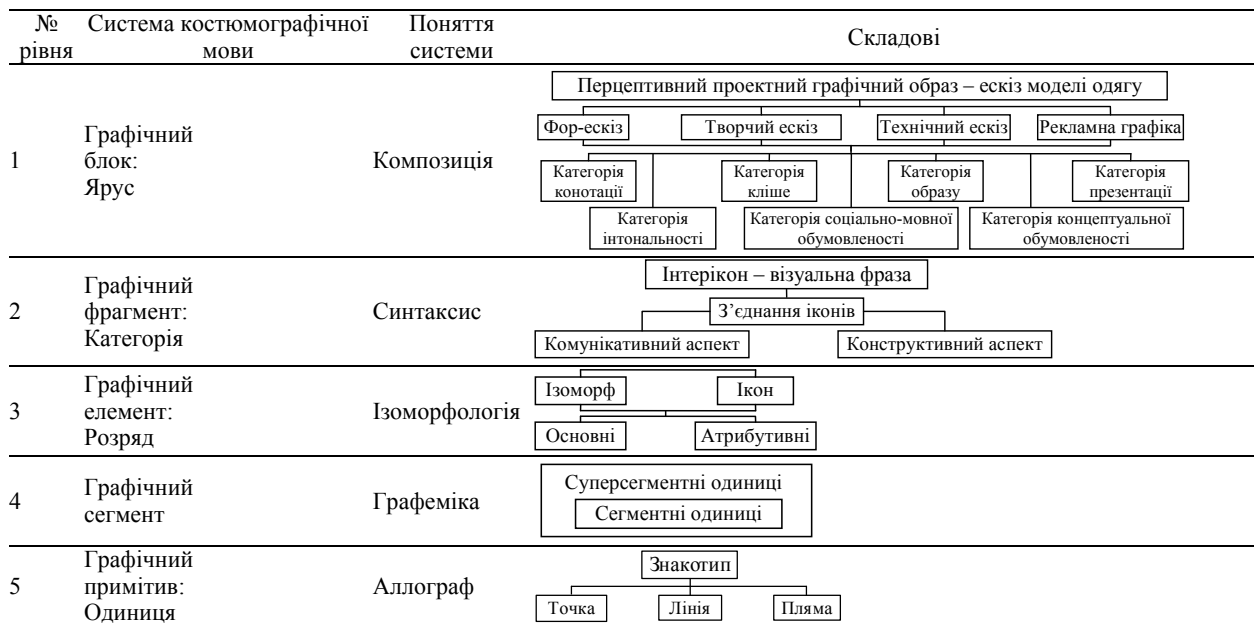 № рівня
Система костюмографічної мови
Поняття системи
Складові
1
Графічний
блок:
Ярус
Композиція
Перцептивний проектний графічний образ – ескіз моделі одягу
Фор-ескіз
Творчий ескіз
Технічний ескіз
Рекламна графіка
Категорія конотації
Категорія кліше
Категорія образу
Категорія презентації
Категорія інтональності
Категорія соціально-мовної обумовленості
Категорія концептуальної обумовленості
2
Графічний
фрагмент:
Категорія
Синтаксис
Інтерікон – візуальна фраза
З’єднання іконів
Комунікативний аспект
Конструктивний аспект
3
Графічний
елемент:
Розряд
Ізоморфологія
Ізоморф
Ікон
Основні
Атрибутивні
4
Графічний
сегмент
Графеміка
Суперсегментні одиниці
Сегментні одиниці
5
Графічний
примітив:
Одиниця
Аллограф
Знакотип
Точка
Лінія
Пляма